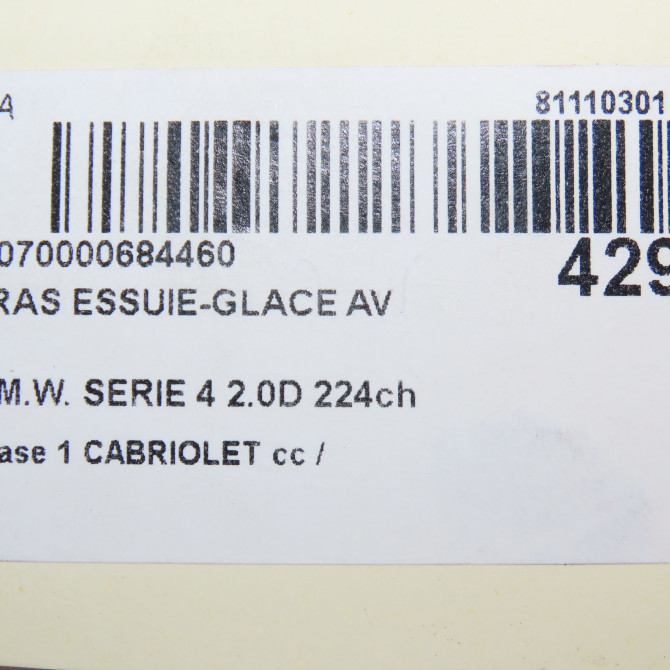 A 81110301
070000684460 429
RAS ESSUIE-GLACE AV
M.W. SERIE 4 2.0D 224ch
ase 1 CABRIOLET cc /